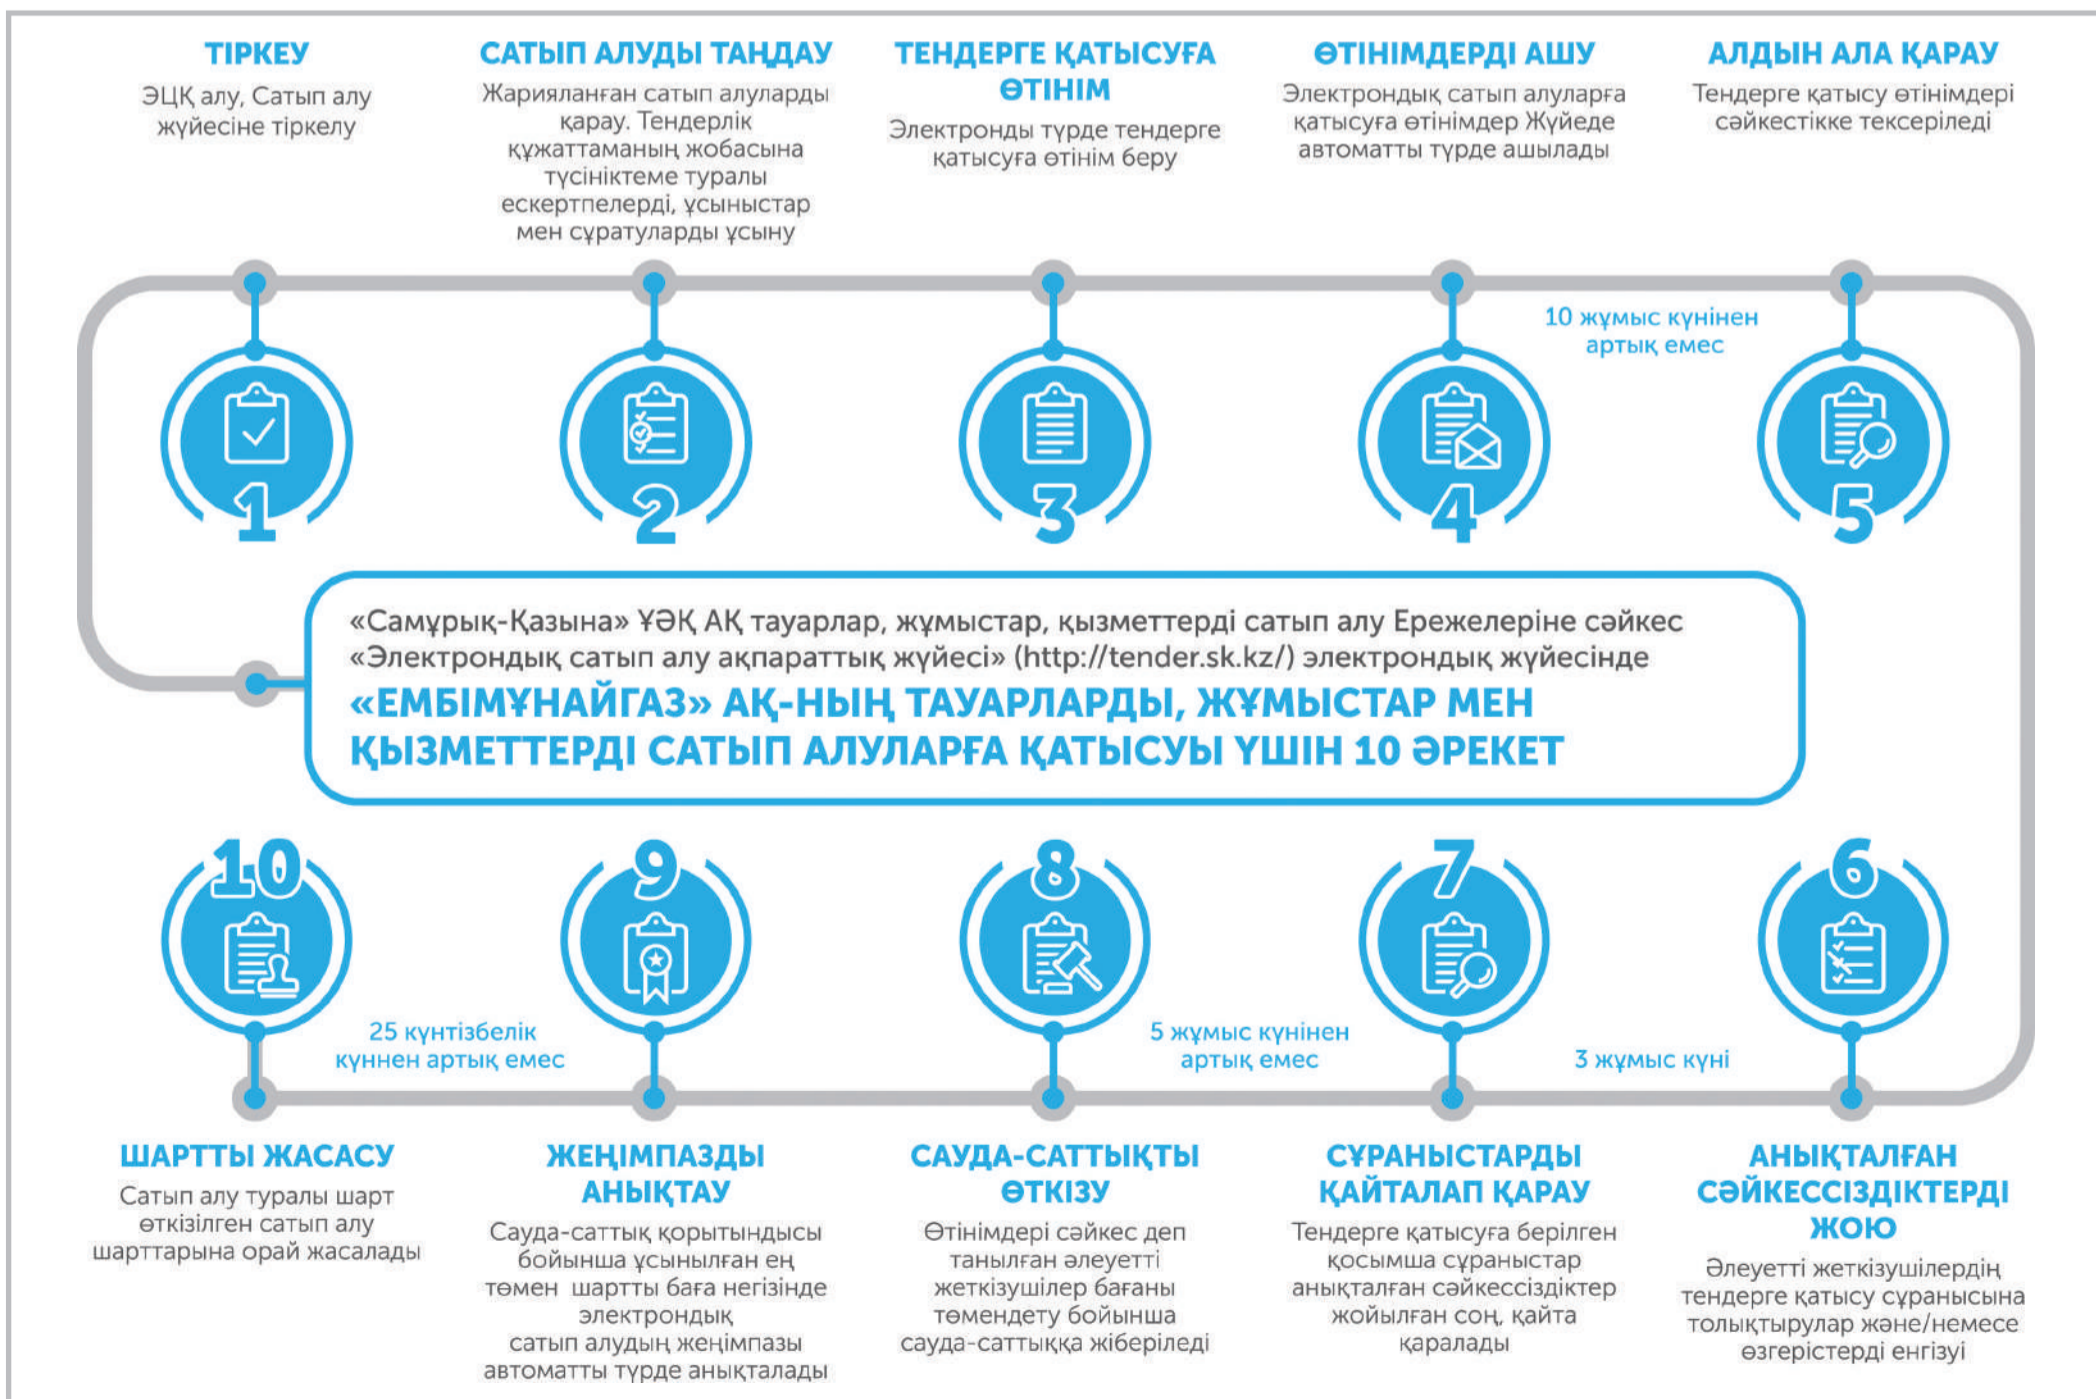 ТІРКЕУ
ЭЦҚ алу, Сатып алу
жүйесіне тіркелу
САТЫП АЛУДЫ ТАҢДАУ
Жарияланған сатып алуларды
қарау. Тендерлік
құжаттаманың жобасына
түсініктеме туралы
ескертпелерді, ұсыныстар
мен сұратуларды ұсыну
ТЕНДЕРГЕ ҚАТЫСУҒА
ӨТІНІМ
Электронды түрде тендерге
қатысуға өтінім беру
ӨТІНІМДЕРДІ АШУ
Электрондық сатып алуларға
қатысуға өтінімдер Жүйеде
автоматты түрде ашылады
АЛДЫН АЛА ҚАРАУ
Тендерге қатысу өтінімдері
сәйкестікке тексеріледі
10 жұмыс күнінен
артық емес
1
2
3
4
5
«Самұрық-Қазына» ҰӘҚ АҚ тауарлар, жұмыстар, қызметтерді сатып алу Ережелеріне сәйкес
«Электрондық сатып алу ақпараттық жүйесі» (http://tender.sk.kz/) электрондық жүйесінде
«ЕМБІМҰНАЙГАЗ» АҚ-НЫҢ ТАУАРЛАРДЫ, ЖҰМЫСТАР МЕН
ҚЫЗМЕТТЕРДІ САТЫП АЛУЛАРҒА ҚАТЫСУЫ ҮШІН 10 ӘРЕКЕТ
10
9
8
7
6
25 күнтізбелік
күннен артық емес
5 жұмыс күнінен
артық емес
3 жұмыс күні
ШАРТТЫ ЖАСАСУ
Сатып алу туралы шарт
өткізілген сатып алу
шарттарына орай жасалады
ЖЕҢІМПАЗДЫ
АНЫҚТАУ
Сауда-саттық қорытындысы
бойынша ұсынылған ең
төмен шартты баға негізінде
электрондық
сатып алудың жеңімпазы
автоматты түрде анықталады
САУДА-САТТЫҚТЫ
ӨТКІЗУ
Өтінімдері сәйкес деп
танылған әлеуетті
жеткізушілер бағаны
төмендету бойынша
сауда-саттыққа жіберіледі
СҰРАНЫСТАРДЫ
ҚАЙТАЛАП ҚАРАУ
Тендерге қатысуға берілген
қосымша сұраныстар
анықталған сәйкессіздіктер
жойылған соң, қайта
қаралады
АНЫҚТАЛҒАН
СӘЙКЕССІЗДІКТЕРДІ
ЖОЮ
Әлеуетті жеткізушілердің
тендерге қатысу сұранысына
толықтырулар және/немесе
өзгерістерді енгізуі